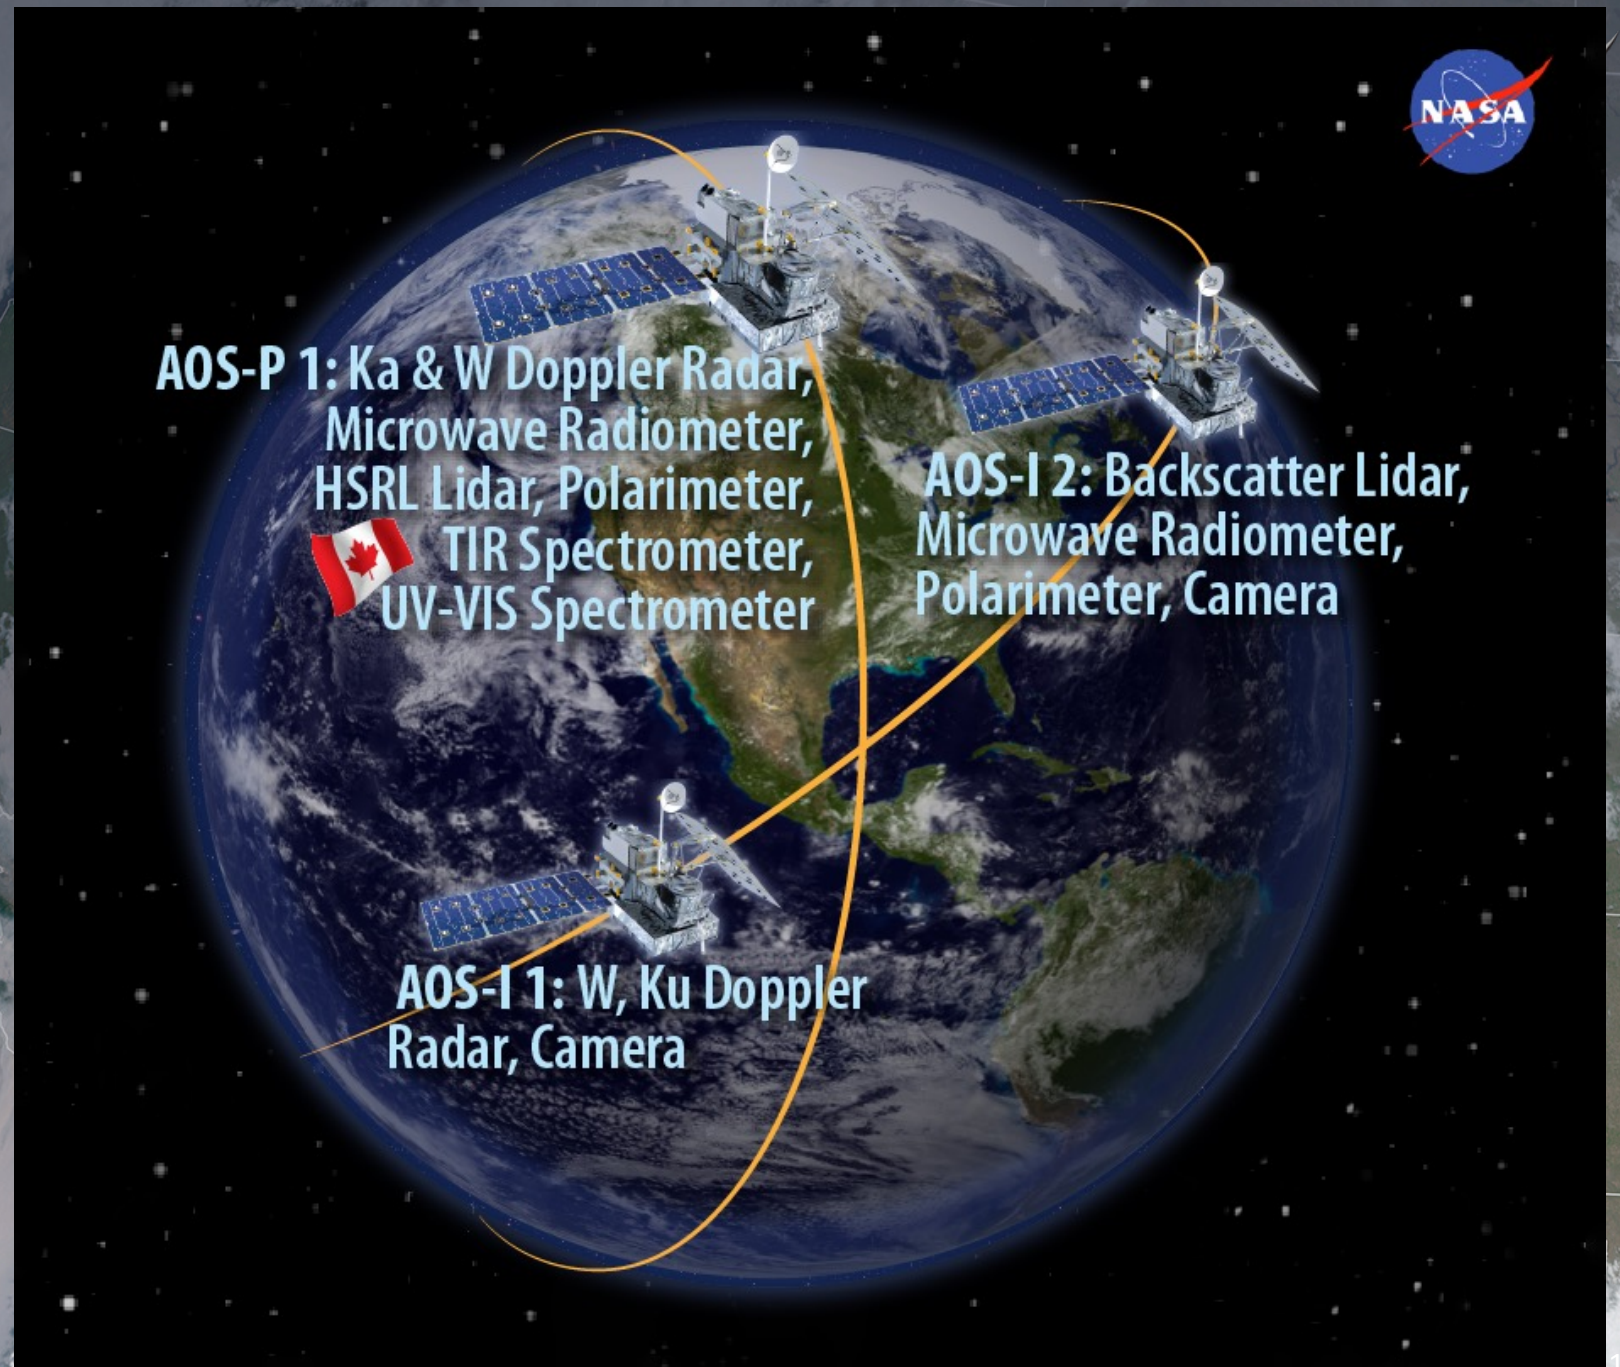 NASA
AOS-P 1: Ka & W Doppler Radar,
Microwave Radiometer,
HSRL Lidar, Polarimeter,
TIR Spectrometer,
UV-VIS Spectrometer
AOS-I 2: Backscatter Lidar,
Microwave Radiometer,
Polarimeter, Camera
AOS-I 1: W, Ku Doppler
Radar, Camera